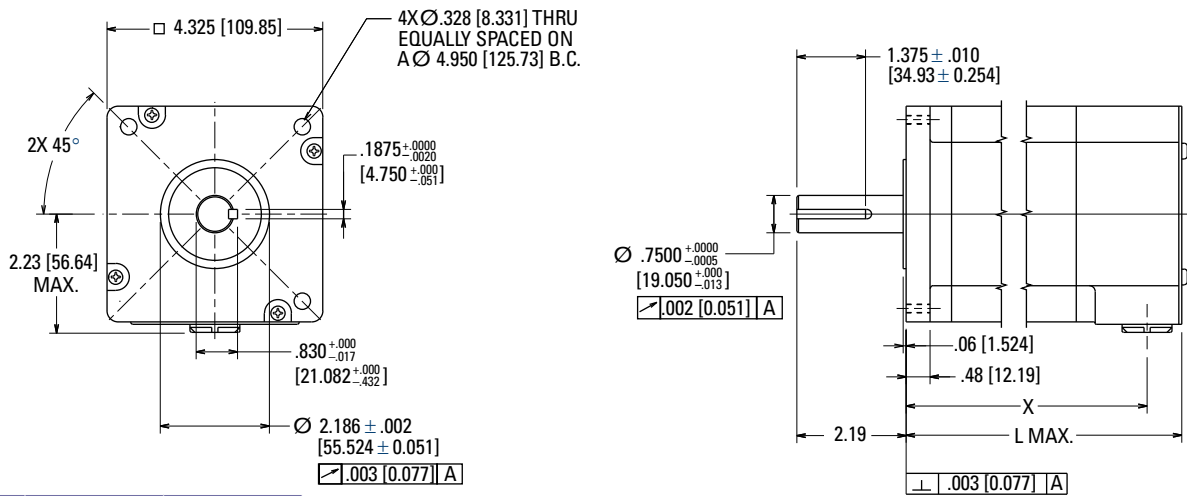 □ 4.325 [109.85]
4X Ø.328 [8.331] THRU
EQUALLY SPACED ON
A Ø 4.950 [125.73] B.C.
2X 45°
.1875 +.0000 -.0020
[4.750 +.000 -.051]
2.23 [56.64]
MAX.
.830 +.000 -.017
[21.082 +.000 -.432]
Ø 2.186 ± .002
[55.524 ± 0.051]
.003 [0.077] A
1.375 ± .010
[34.93 ± 0.254]
Ø .7500 +.0000 -.0005
[19.050 +.000 -.013]
.002 [0.051] A
.06 [1.524]
.48 [12.19]
X
2.19
L MAX.
⊥ .003 [0.077] A